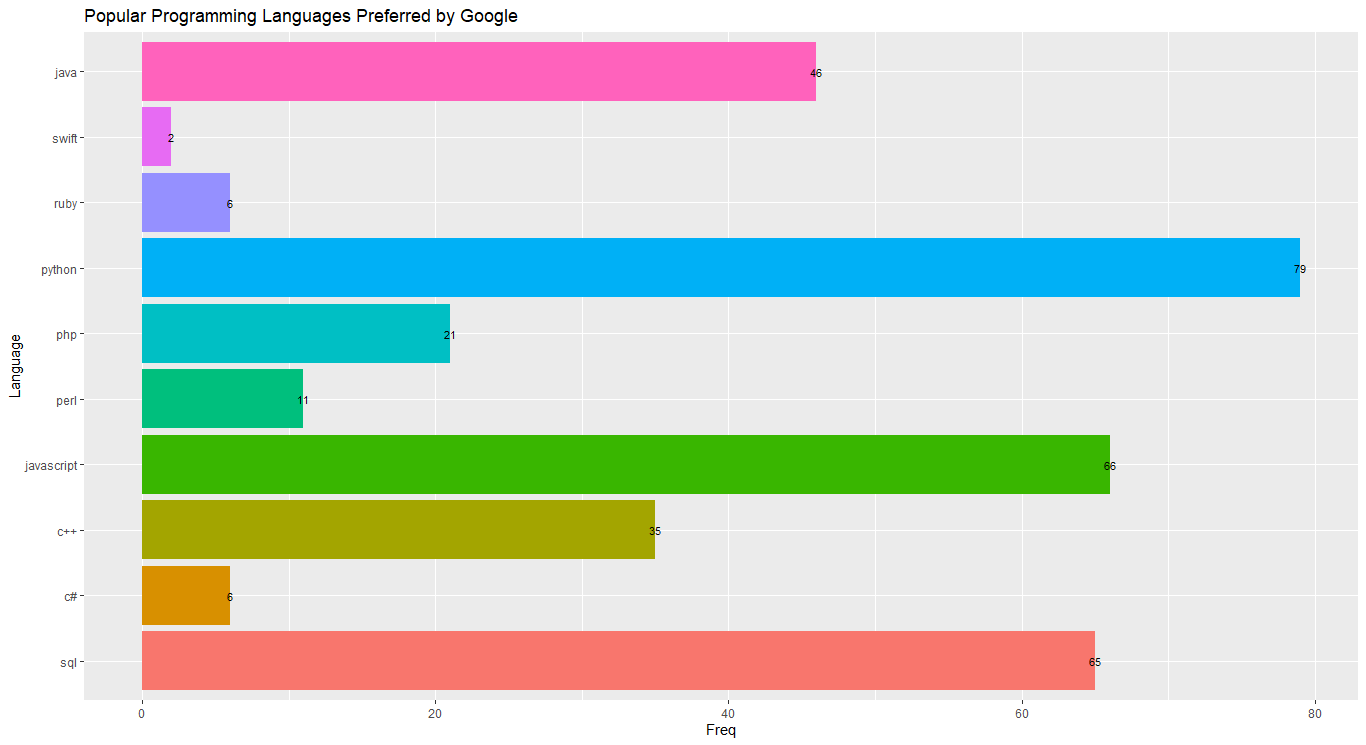 Popular Programming Languages Preferred by Google
Language
java
46
swift
2
ruby
6
python
79
php
21
perl
11
javascript
66
c++
35
c#
6
sql
65
0 20 40 60 80
Freq